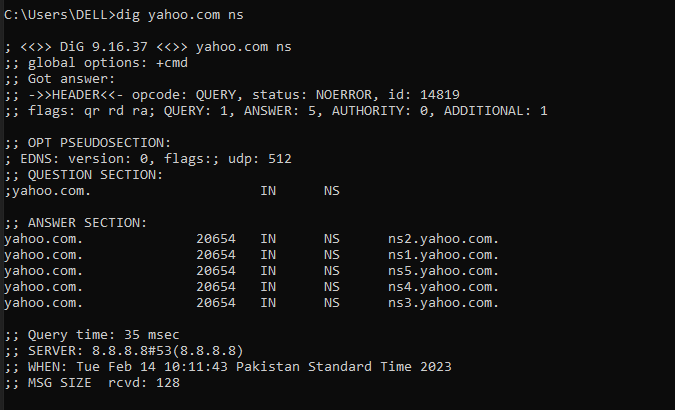 C:\Users\DELL>dig yahoo.com ns
; <<>> DiG 9.16.37 <<>> yahoo.com ns
;; global options: +cmd
;; Got answer:
;; ->>HEADER<<- opcode: QUERY, status: NOERROR, id: 14819
;; flags: qr rd ra; QUERY: 1, ANSWER: 5, AUTHORITY: 0, ADDITIONAL: 1
;; OPT PSEUDOSECTION:
; EDNS: version: 0, flags:; udp: 512
;; QUESTION SECTION:
;yahoo.com. IN NS
;; ANSWER SECTION:
yahoo.com. 20654 IN NS ns2.yahoo.com.
yahoo.com. 20654 IN NS ns1.yahoo.com.
yahoo.com. 20654 IN NS ns5.yahoo.com.
yahoo.com. 20654 IN NS ns4.yahoo.com.
yahoo.com. 20654 IN NS ns3.yahoo.com.
;; Query time: 35 msec
;; SERVER: 8.8.8.8#53(8.8.8.8)
;; WHEN: Tue Feb 14 10:11:43 Pakistan Standard Time 2023
;; MSG SIZE  rcvd: 128